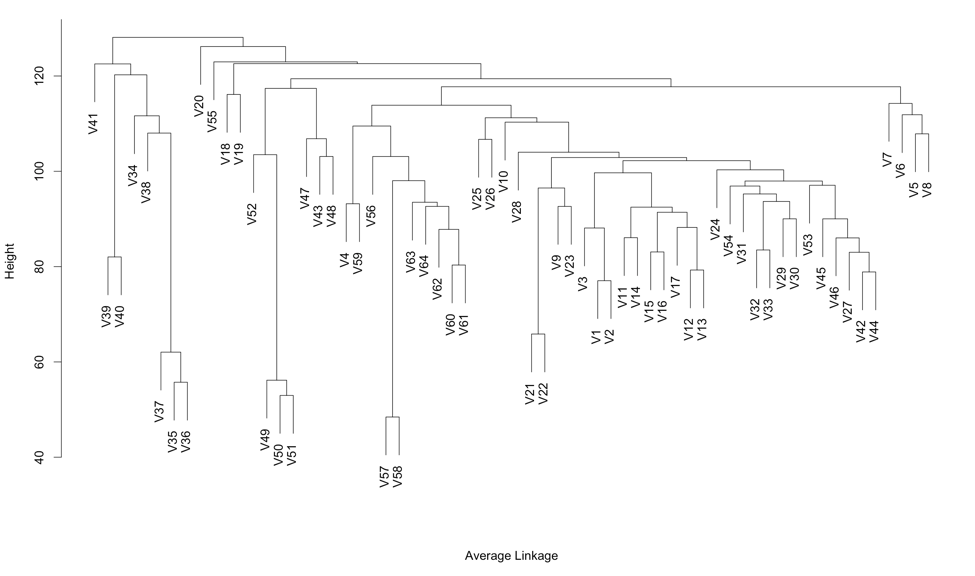 Height
120
100
80
60
40
V41
V39
V40
V34
V38
V37
V35
V36
V20
V55
V18
V19
V52
V49
V50
V51
V47
V43
V48
V4
V59
V56
V57
V58
V63
V64
V62
V60
V61
V25
V26
V10
V28
V21
V22
V9
V23
V3
V1
V2
V11
V14
V15
V16
V17
V12
V13
V24
V54
V31
V32
V33
V29
V30
V53
V45
V46
V27
V42
V44
V7
V6
V5
V8
Average Linkage